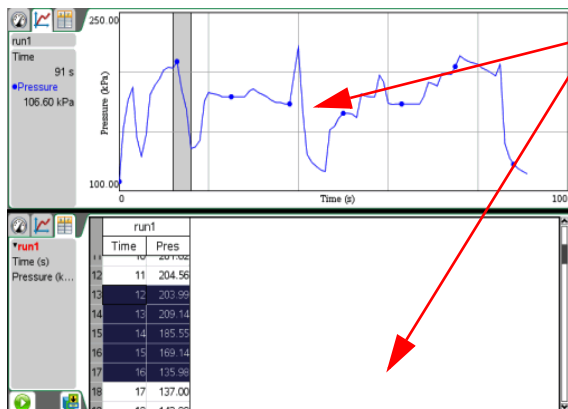 250.00
run1
Time
91 s
Pressure
106.60 kPa
Pressure (kPa)
100.00
0
Time (s)
100
run1
Time (s)
Pressure (k...
run1
Time Pres
12 11 204.56
13 12 203.99
14 13 209.14
15 14 185.55
16 15 169.14
17 16 135.98
18 17 137.00